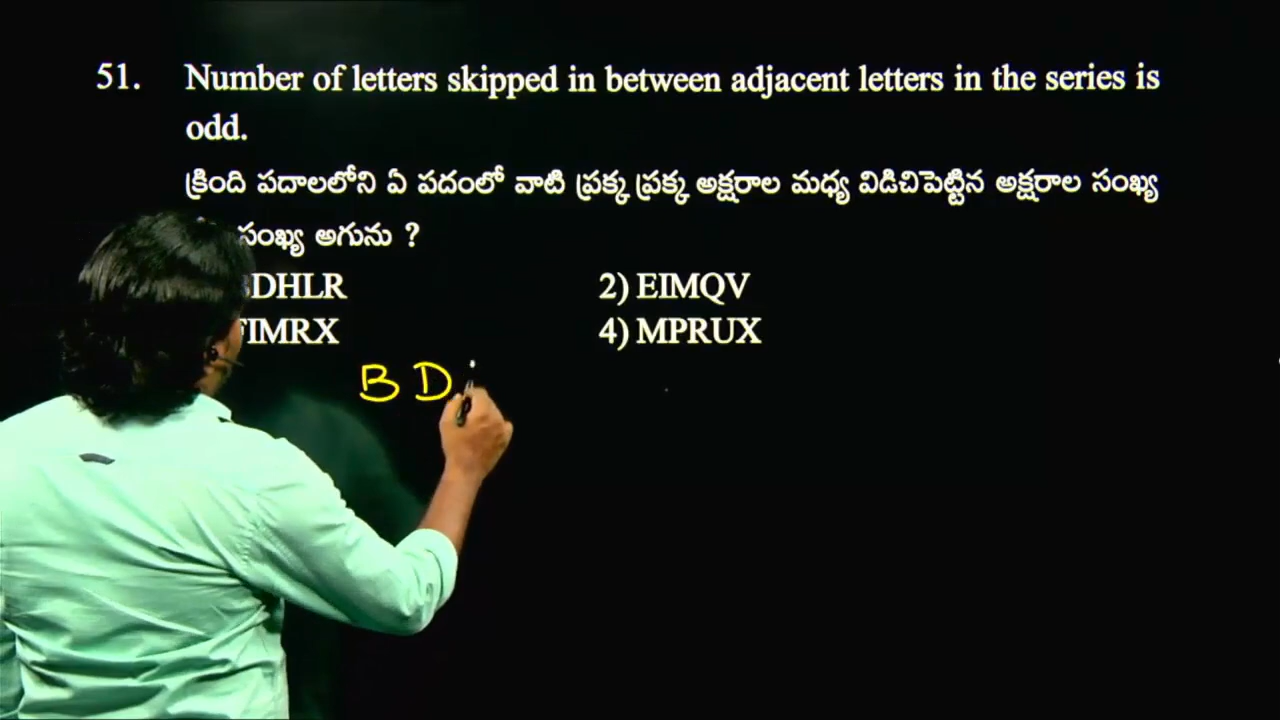 51. Number of letters skipped in between adjacent letters in the series is
odd.
క్రింది పదాలలోని ఏ పదంలో వాటి ప్రక్క ప్రక్క అక్షరాల మధ్య విడిచిపెట్టిన అక్షరాల సంఖ్య
సంఖ్య అగును ?
DHLR 2) EIMQV
IMRX 4) MPRUX
B D